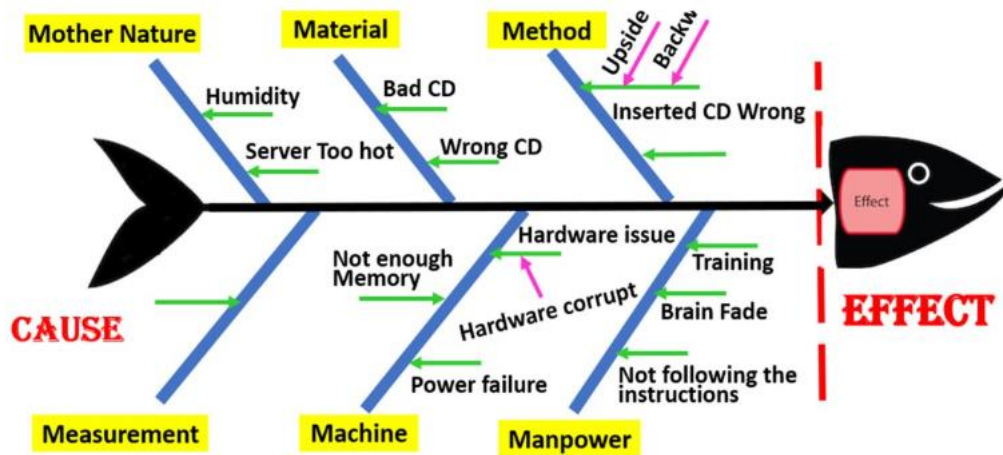 Mother Nature
Material
Method
Upside
Backw
Humidity
Bad CD
Inserted CD Wrong
Server Too hot
Wrong CD
Effect
Hardware issue
Not enough
Memory
Training
Hardware corrupt
Brain Fade
CAUSE
EFFECT
Power failure
Not following the
instructions
Measurement
Machine
Manpower